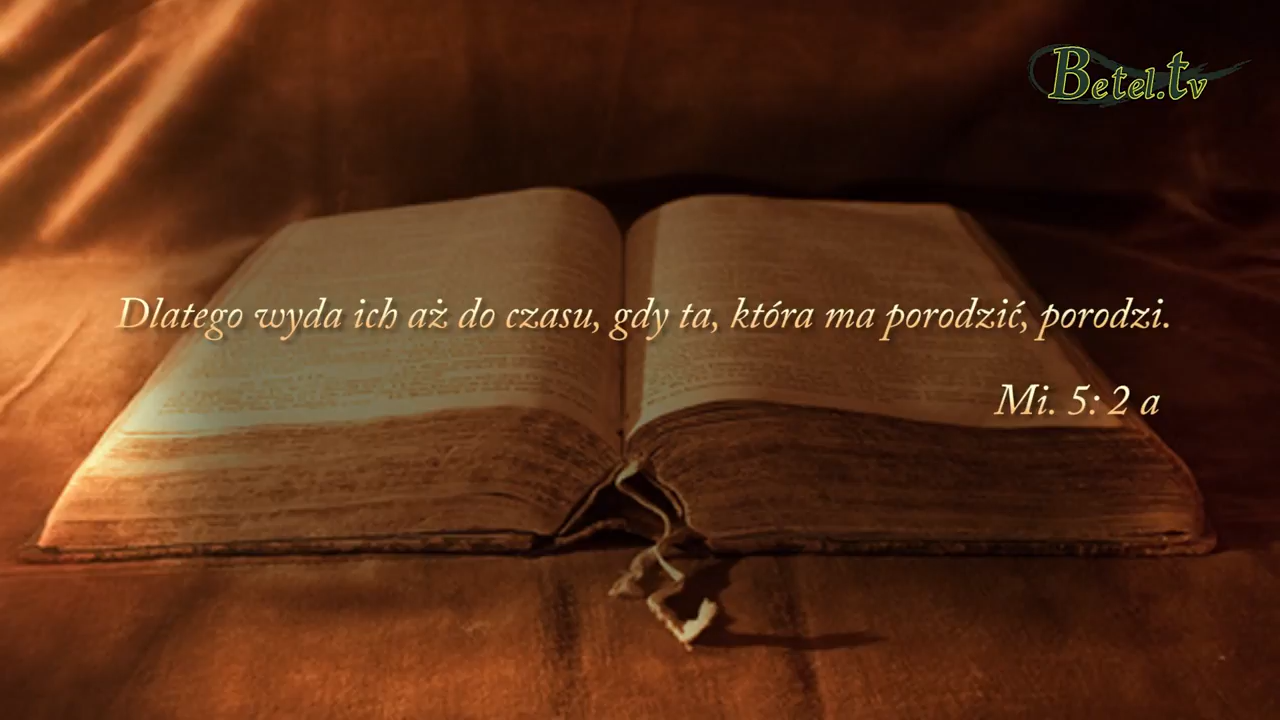 Betel.tv
Dlatego wyda ich aż do czasu, gdy ta, która ma porodzić, porodzi.
Mi. 5: 2 a